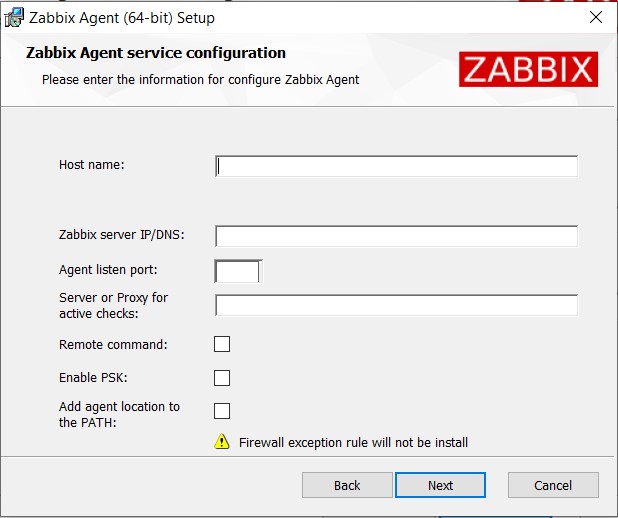 Zabbix Agent (64-bit) Setup
Zabbix Agent service configuration
Please enter the information for configure Zabbix Agent
ZABBIX
Host name:
Zabbix server IP/DNS:
Agent listen port:
Server or Proxy for
active checks:
Remote command:
Enable PSK:
Add agent location to
the PATH:
Firewall exception rule will not be install
Back
Next
Cancel